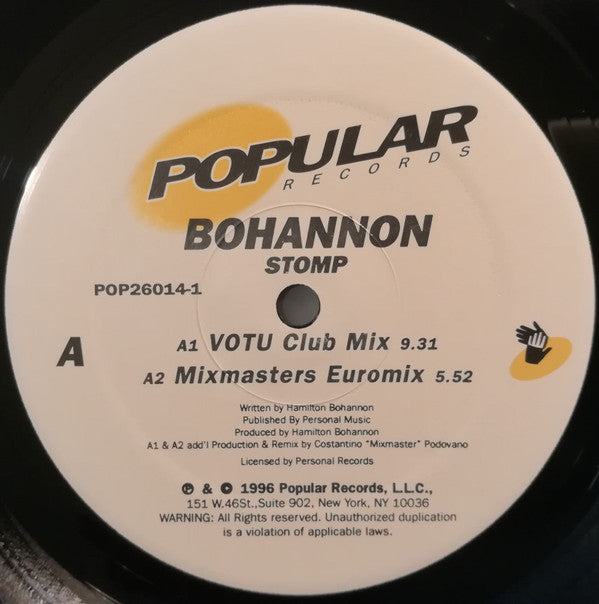 POPULAR
RECORDS
BOHANNON
STOMP
POP26014-1
A
A1 VOTU Club Mix 9.31
A2 Mixmasters Euromix 5.52
Written by Hamilton Bohannon
Published By Personal Music
Produced by Hamilton Bohannon
A1 & A2 add'l Production & Remix by Costantino "Mixmaster" Podovano
Licensed by Personal Records
℗ & © 1996 Popular Records, L.L.C.,
151 W.46St.,Suite 902, New York, NY 10036
WARNING: All Rights reserved. Unauthorized duplication
is a violation of applicable laws.